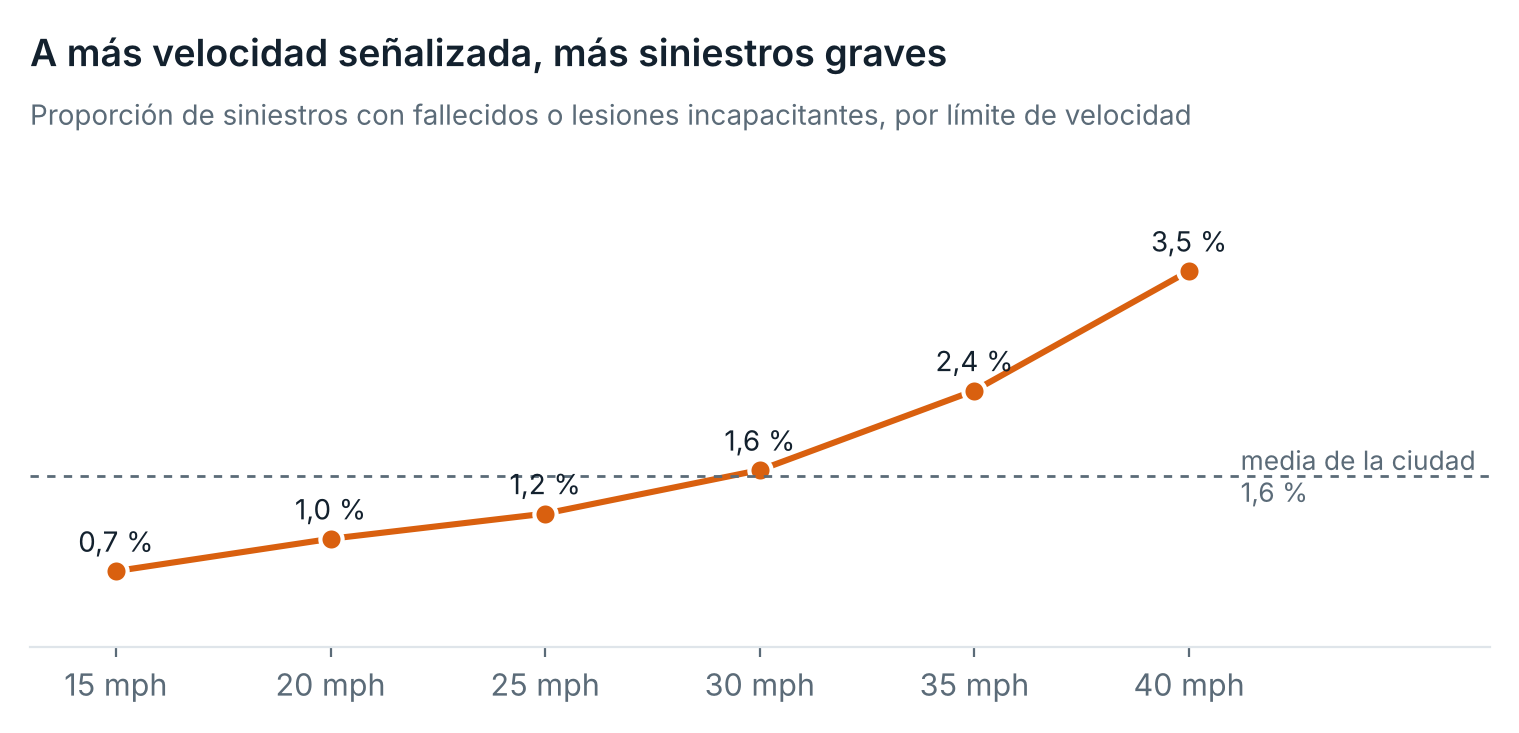 A más velocidad señalizada, más siniestros graves
Proporción de siniestros con fallecidos o lesiones incapacitantes, por límite de velocidad
3,5 %
2,4 %
1,6 %
media de la ciudad
1,6 %
1,2 %
1,0 %
0,7 %
15 mph
20 mph
25 mph
30 mph
35 mph
40 mph